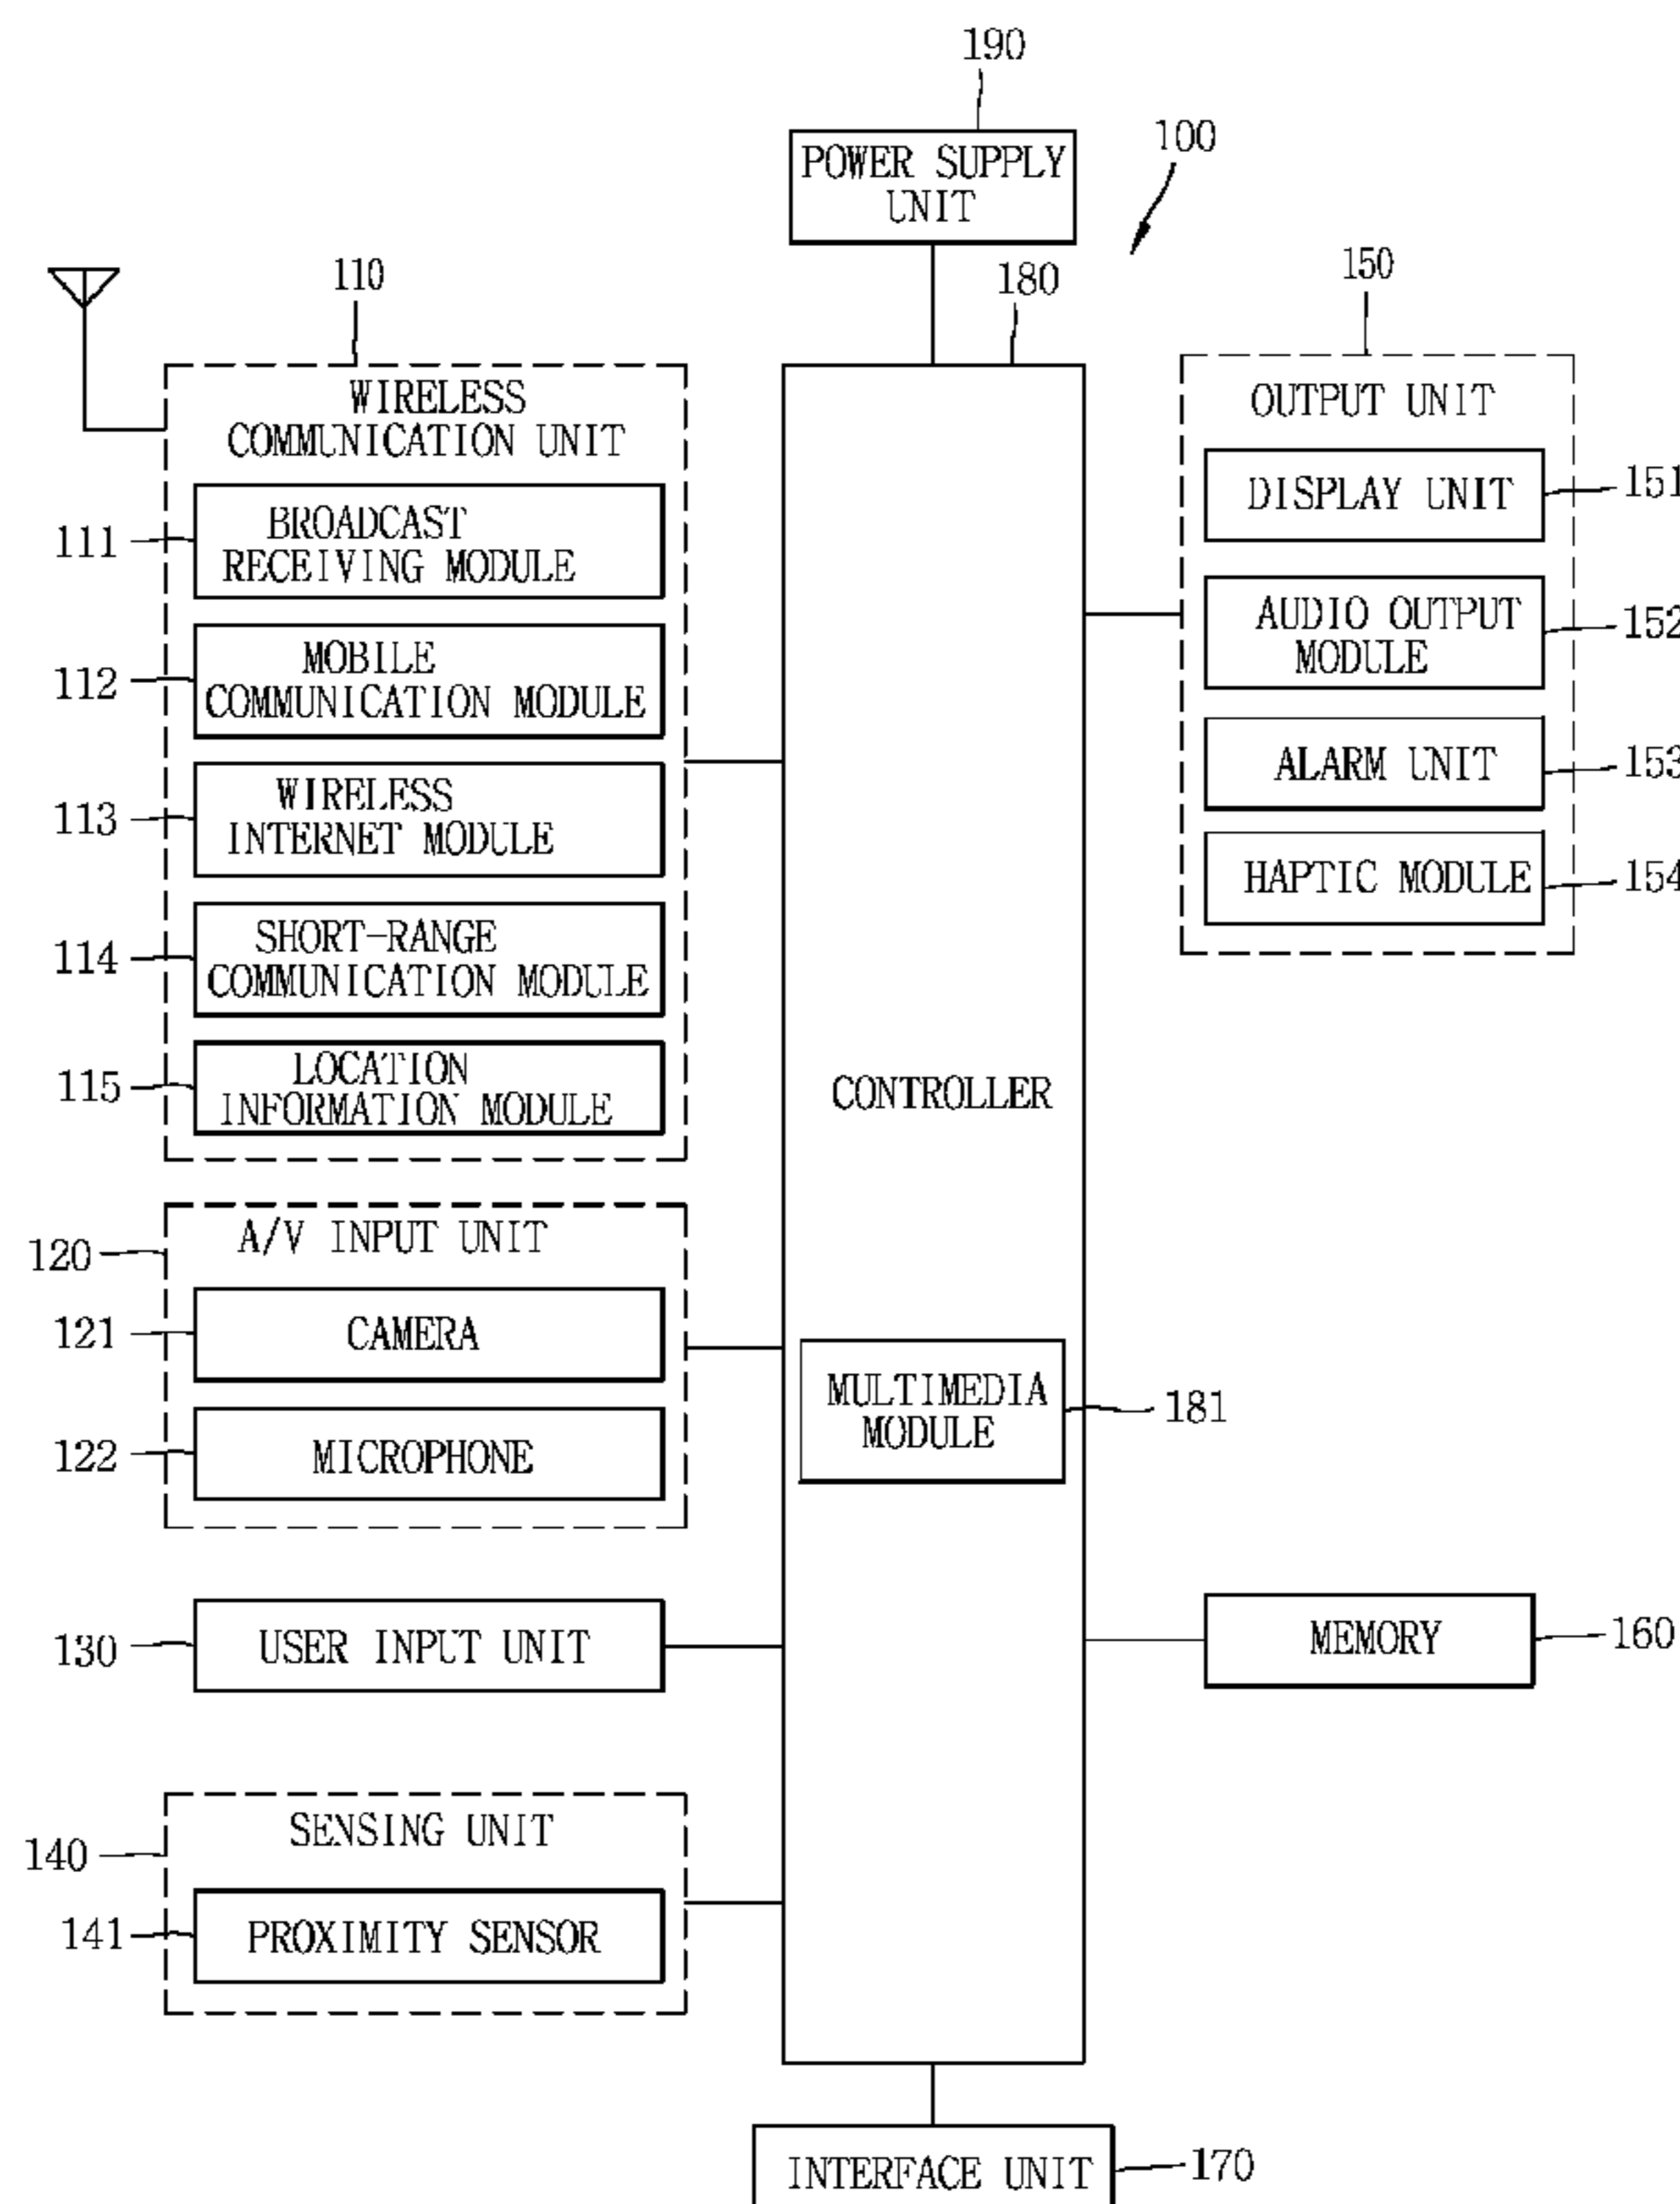 190
100
POWER SUPPLY
UNIT
110
180
150
WIRELESS
COMMUNICATION UNIT
111
BROADCAST
RECEIVING MODULE
112
MOBILE
COMMUNICATION MODULE
113
WIRELESS
INTERNET MODULE
114
SHORT-RANGE
COMMUNICATION MODULE
115
LOCATION
INFORMATION MODULE
120
A/V INPUT UNIT
121
CAMERA
122
MICROPHONE
130
USER INPUT UNIT
140
SENSING UNIT
141
PROXIMITY SENSOR
CONTROLLER
MULTIMEDIA
MODULE
181
OUTPUT UNIT
DISPLAY UNIT
151
AUDIO OUTPUT
MODULE
152
ALARM UNIT
153
HAPTIC MODULE
154
MEMORY
160
INTERFACE UNIT
170